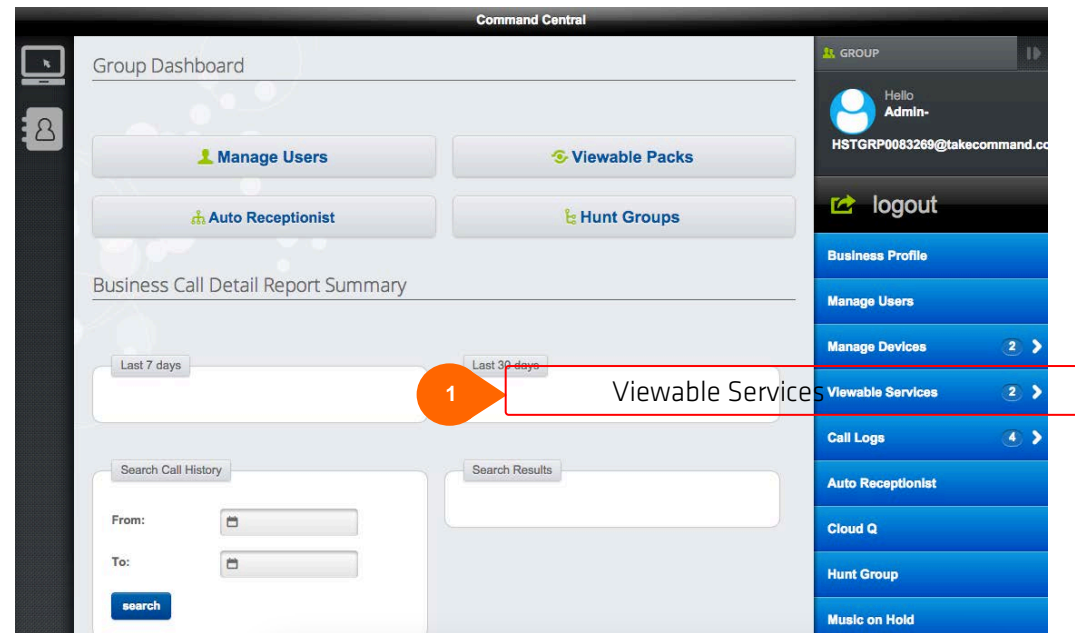 Command Central
Group Dashboard
Manage Users
Viewable Packs
Auto Receptionist
Hunt Groups
Business Call Detail Report Summary
Last 7 days
Last 30 days
1
Viewable Services
Search Call History
Search Results
From:
To:
search
GROUP
Hello
Admin-
HSTGRP0083269@takecommand.cc
logout
Business Profile
Manage Users
Manage Devices 2
Viewable Services 2
Call Logs 4
Auto Receptionist
Cloud Q
Hunt Group
Music on Hold